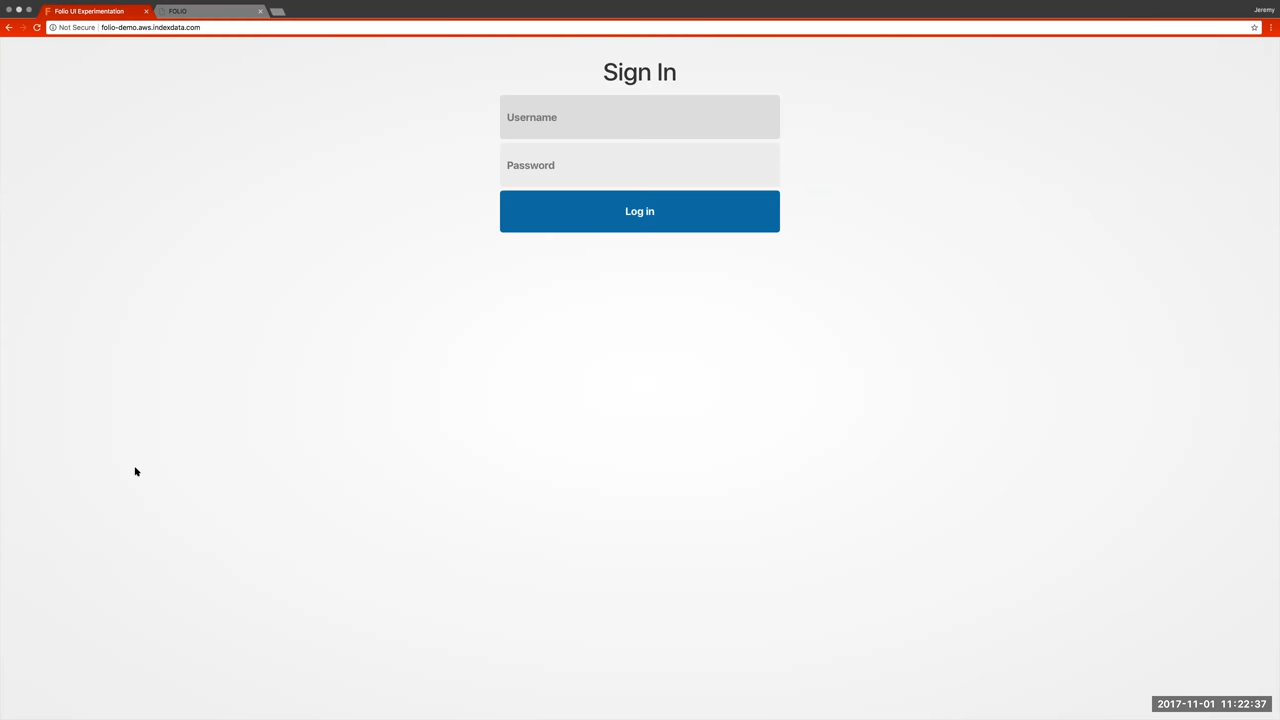 Folio UI Experimentation
FOLIO
Jeremy
Not Secure folio-demo.aws.indexdata.com
Sign In
Username
Password
Log in
2017-11-01 11:22:37